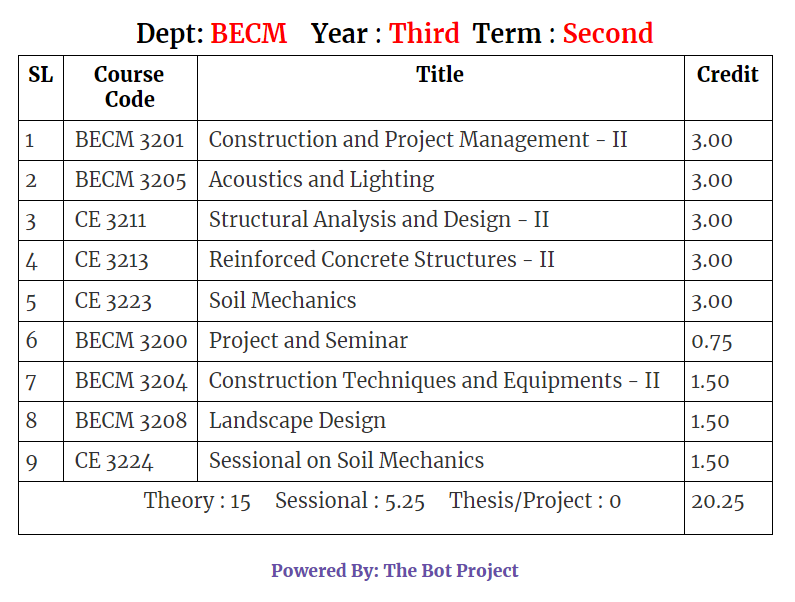 Dept: BECM Year : Third Term : Second
SL Course Code Title Credit
1 BECM 3201 Construction and Project Management - II 3.00
2 BECM 3205 Acoustics and Lighting 3.00
3 CE 3211 Structural Analysis and Design - II 3.00
4 CE 3213 Reinforced Concrete Structures - II 3.00
5 CE 3223 Soil Mechanics 3.00
6 BECM 3200 Project and Seminar 0.75
7 BECM 3204 Construction Techniques and Equipments - II 1.50
8 BECM 3208 Landscape Design 1.50
9 CE 3224 Sessional on Soil Mechanics 1.50
Theory : 15 Sessional : 5.25 Thesis/Project : 0 20.25
Powered By: The Bot Project